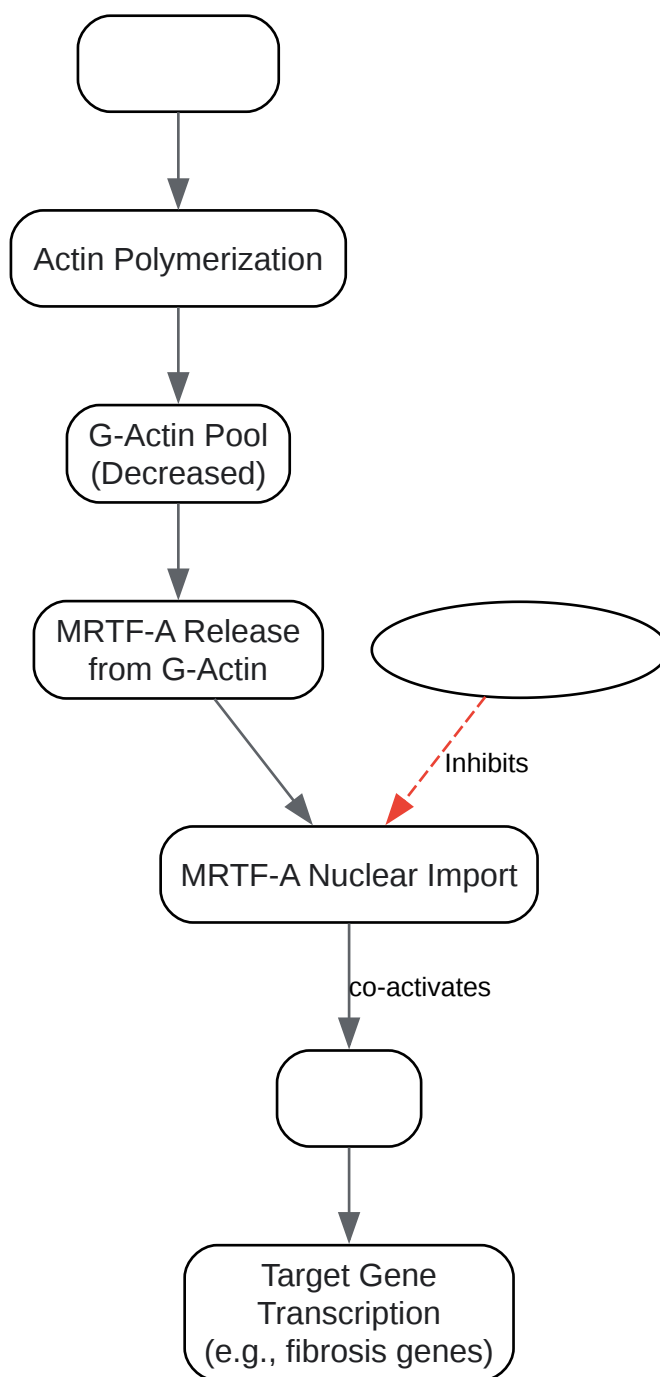 Actin Polymerization
G-Actin Pool
(Decreased)
MRTF-A Release
from G-Actin
Inhibits
MRTF-A Nuclear Import
co-activates
Target Gene
Transcription
(e.g., fibrosis genes)